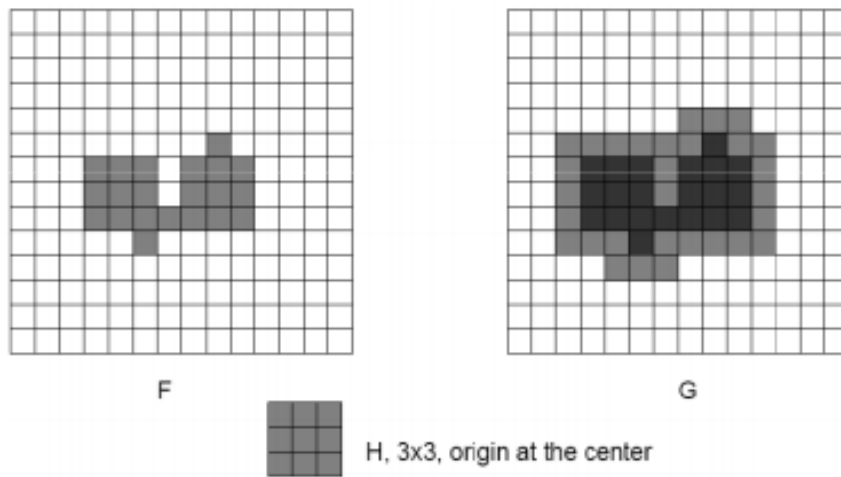 F
G
H, 3x3, origin at the center